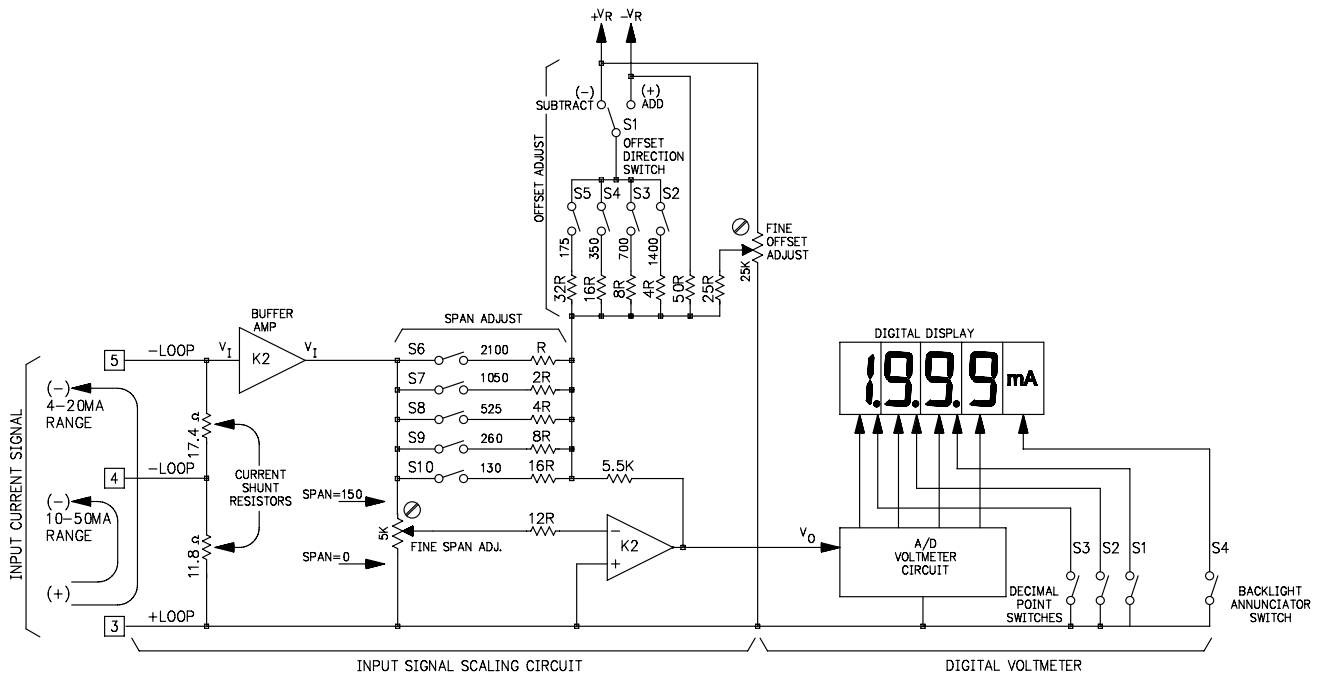 +VR -VR
(-)
SUBTRACT
(+)
ADD
S1
OFFSET
DIRECTION
SWITCH
OFFSET ADJUST
S5 S4 S3 S2
175 350 700 1400
32R 16R 8R 4R 50R 25R
25K
FINE
OFFSET
ADJUST
INPUT CURRENT SIGNAL
5
-LOOP
VI
BUFFER
AMP
K2
VI
(-)
4-20MA
RANGE
17.4 Ω
4
-LOOP
CURRENT
SHUNT
RESISTORS
(-)
10-50MA
RANGE
11.8 Ω
(+)
3
+LOOP
SPAN ADJUST
S6 2100 R
S7 1050 2R
S8 525 4R
S9 260 8R
S10 130 16R
5.5K
SPAN=150
5K
FINE SPAN ADJ.
SPAN=0
12R
-
+
K2
VO
DIGITAL DISPLAY
1.9.9.9 mA
A/D
VOLTMETER
CIRCUIT
S3 S2 S1
DECIMAL
POINT
SWITCHES
S4
BACKLIGHT
ANNUNCIATOR
SWITCH
INPUT SIGNAL SCALING CIRCUIT
DIGITAL VOLTMETER